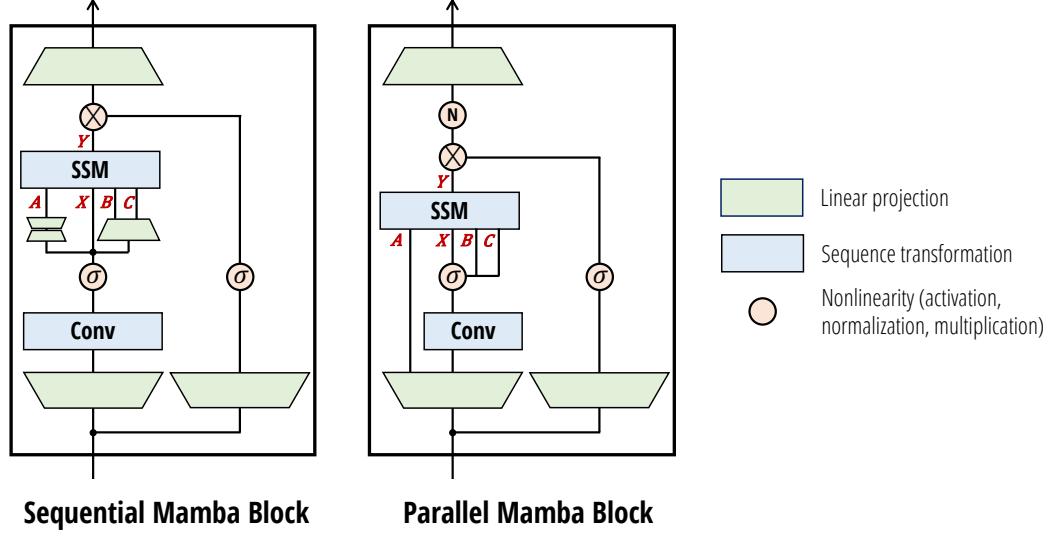 Y
SSM
A X B C
σ
σ
Conv
Sequential Mamba Block
N
Y
SSM
A X B C
σ
σ
Conv
Parallel Mamba Block
Linear projection
Sequence transformation
Nonlinearity (activation,
normalization, multiplication)